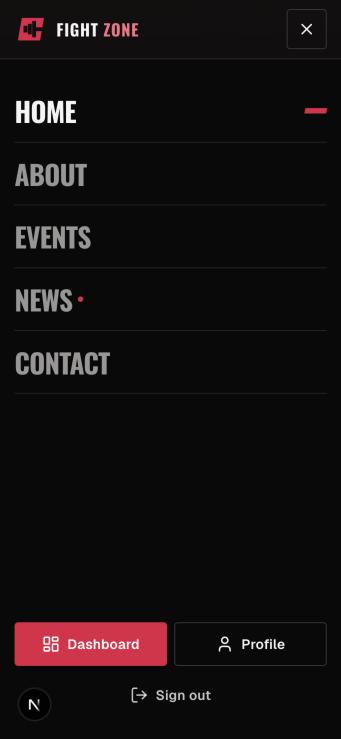 FIGHT ZONE
HOME
ABOUT
EVENTS
NEWS
CONTACT
Dashboard
Profile
Sign out
N